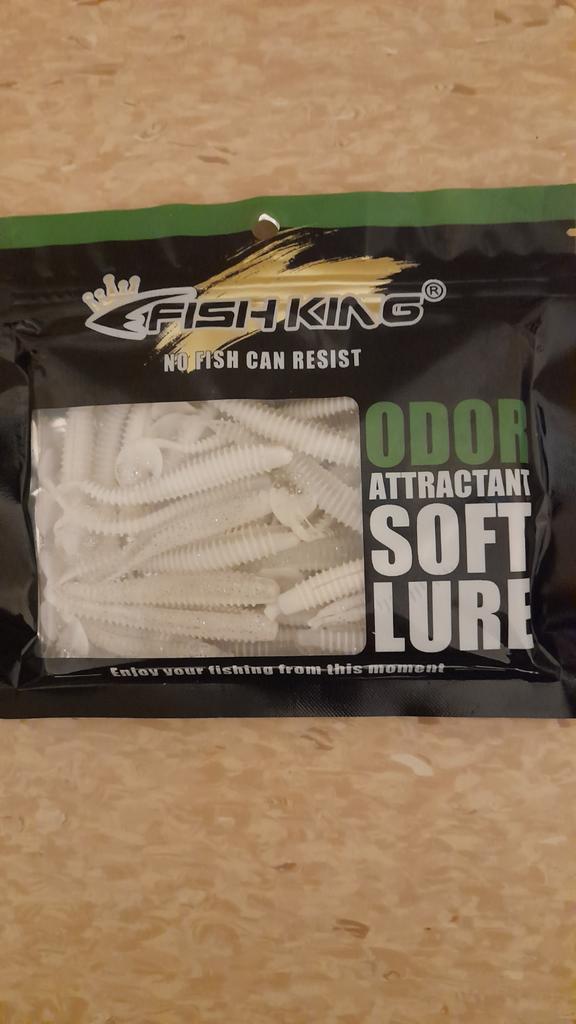 FISH KING®
NO FISH CAN RESIST
ODOR
ATTRACTANT
SOFT
LURE
Enjoy your fishing from this moment